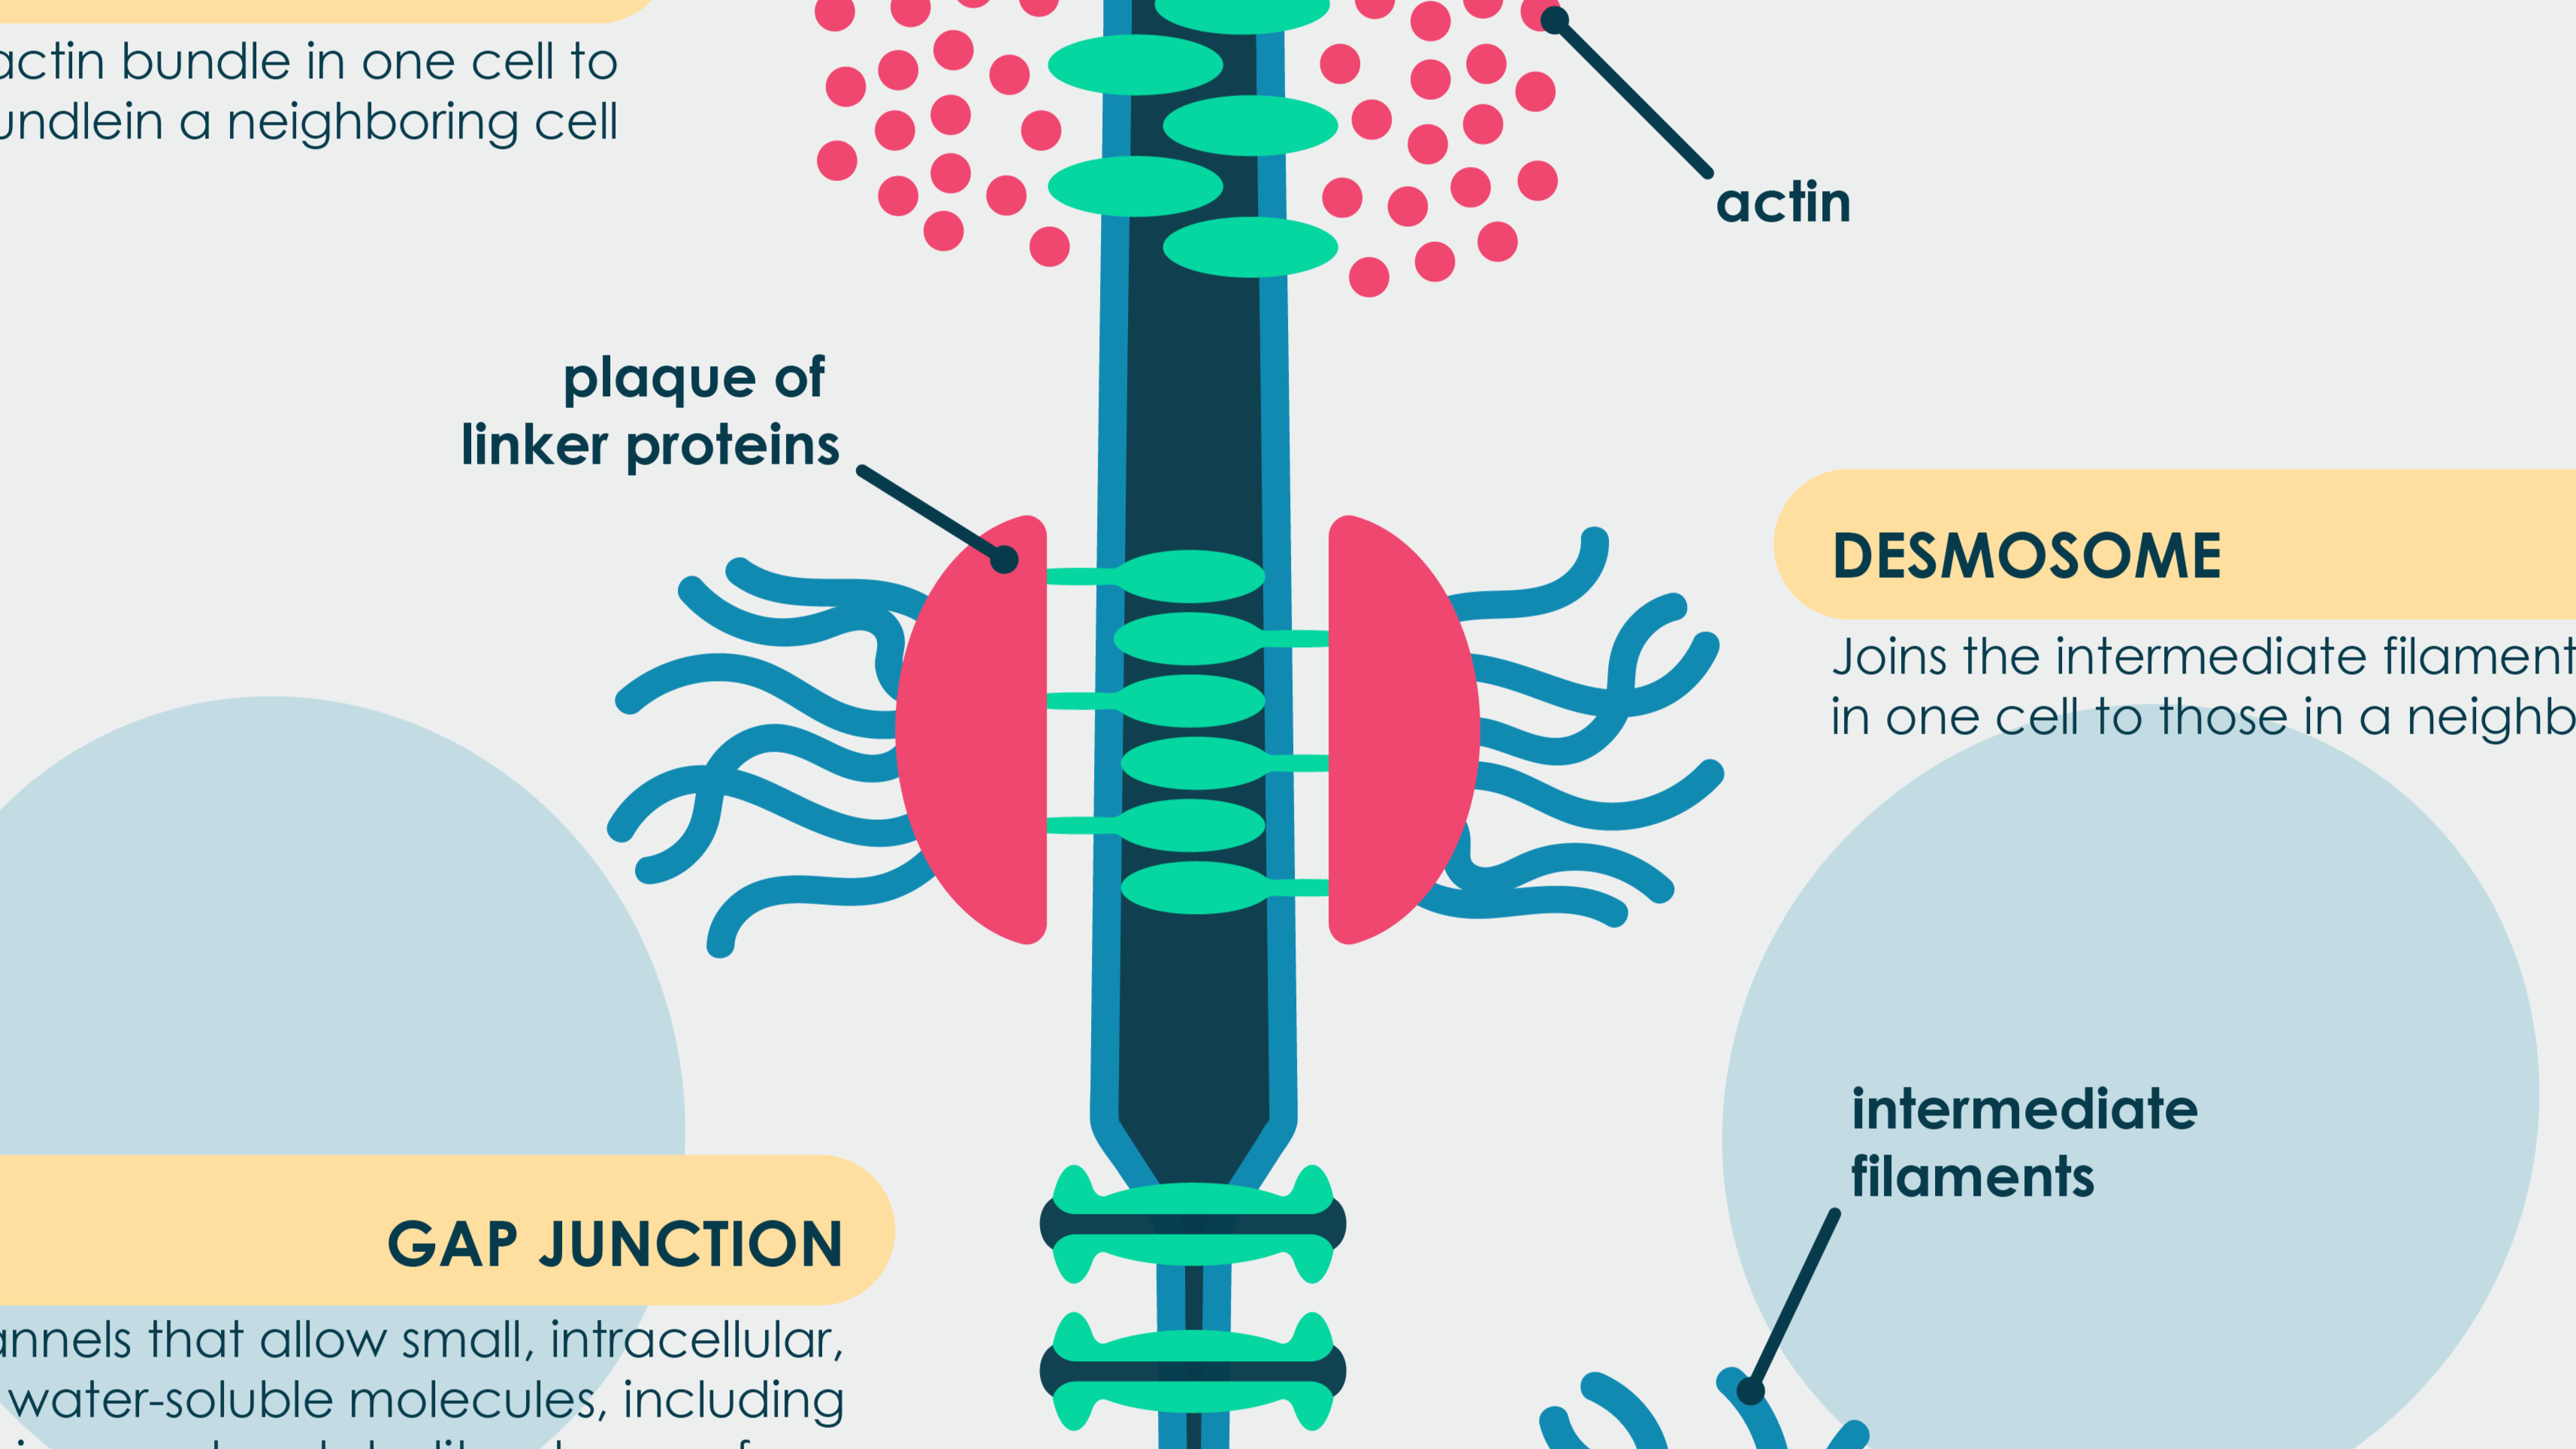 actin bundle in one cell to
undlein a neighboring cell
actin
plaque of
linker proteins
DESMOSOME
Joins the intermediate filament
in one cell to those in a neighb
intermediate
filaments
GAP JUNCTION
annels that allow small, intracellular,
water-soluble molecules, including